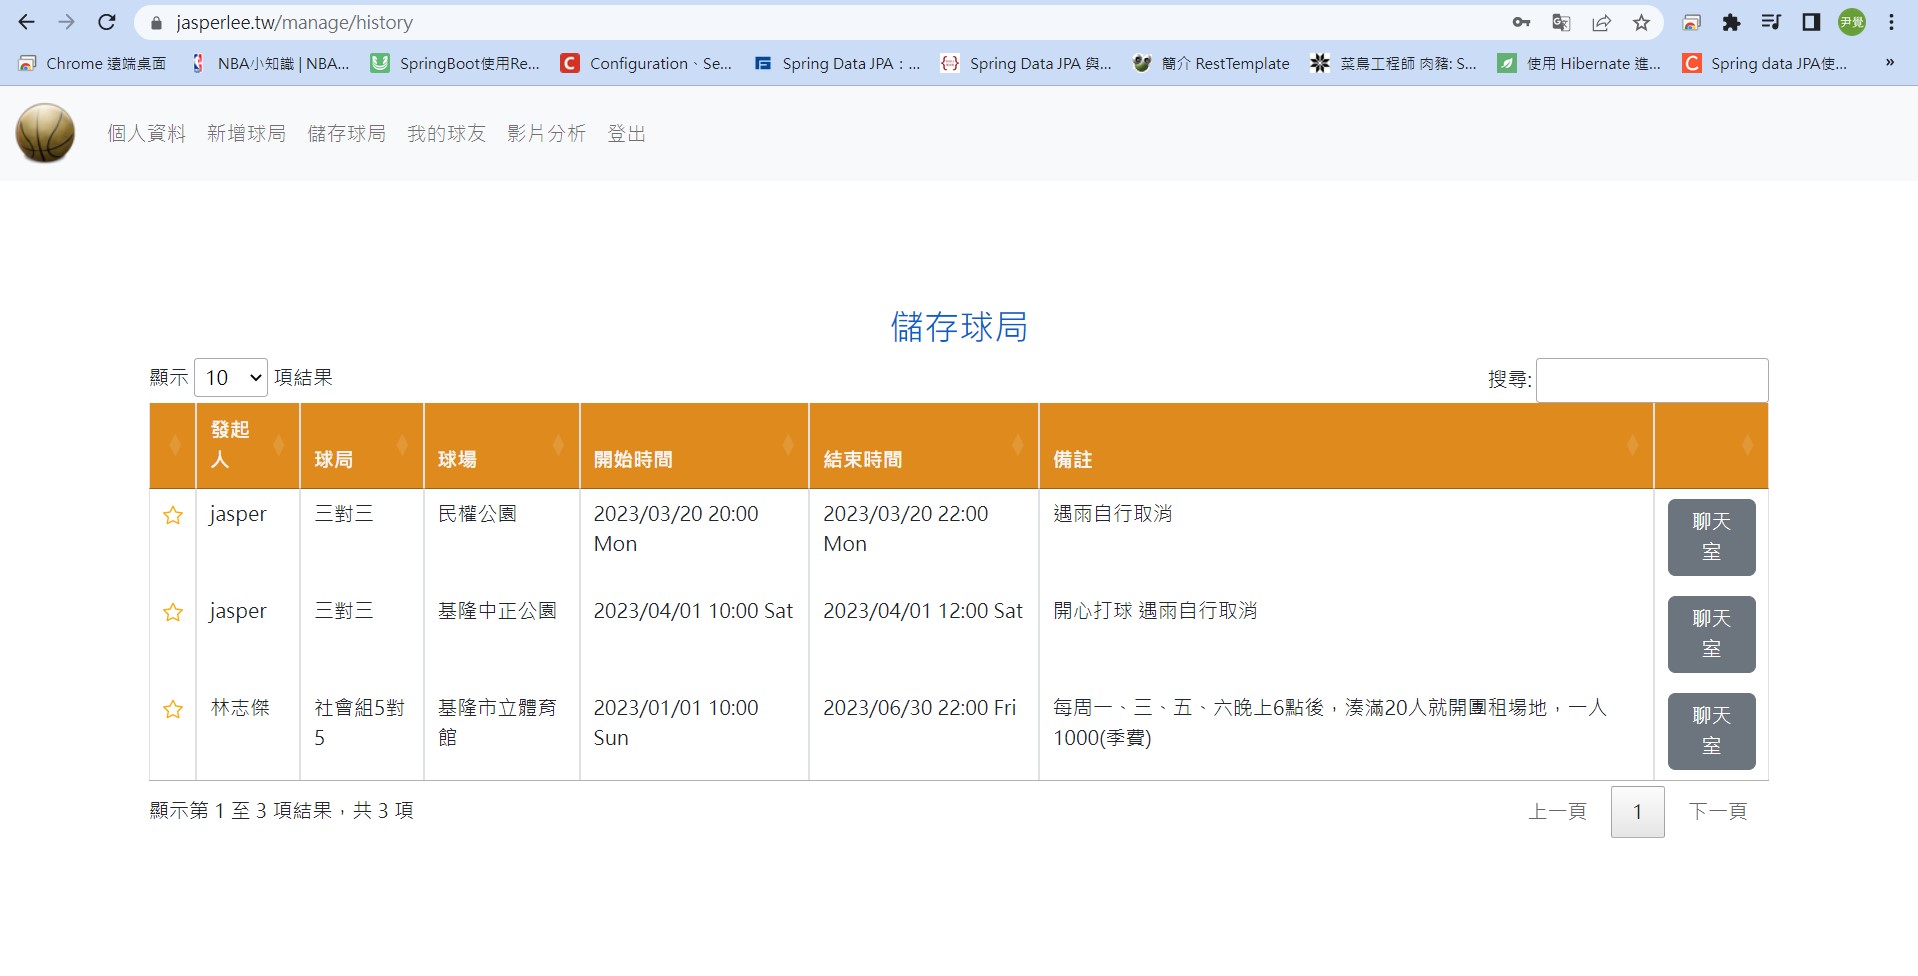 jasperlee.tw/manage/history
尹覺
Chrome 遠端桌面
NBA小知識 | NBA...
SpringBoot使用Re...
Configuration、Se...
Spring Data JPA：...
Spring Data JPA 與...
簡介 RestTemplate
菜鳥工程師 肉豬: S...
使用 Hibernate 進...
Spring data JPA使...
»
個人資料 新增球局 儲存球局 我的球友 影片分析 登出
儲存球局
顯示 10 項結果
搜尋:
發起
人
球局
球場
開始時間
結束時間
備註
jasper
三對三
民權公園
2023/03/20 20:00
Mon
2023/03/20 22:00
Mon
遇雨自行取消
聊天
室
jasper
三對三
基隆中正公園
2023/04/01 10:00 Sat
2023/04/01 12:00 Sat
開心打球 遇雨自行取消
聊天
室
林志傑
社會組5對
5
基隆市立體育
館
2023/01/01 10:00
Sun
2023/06/30 22:00 Fri
每周一、三、五、六晚上6點後，湊滿20人就開團租場地，一人
1000(季費)
聊天
室
顯示第 1 至 3 項結果，共 3 項
上一頁 1 下一頁